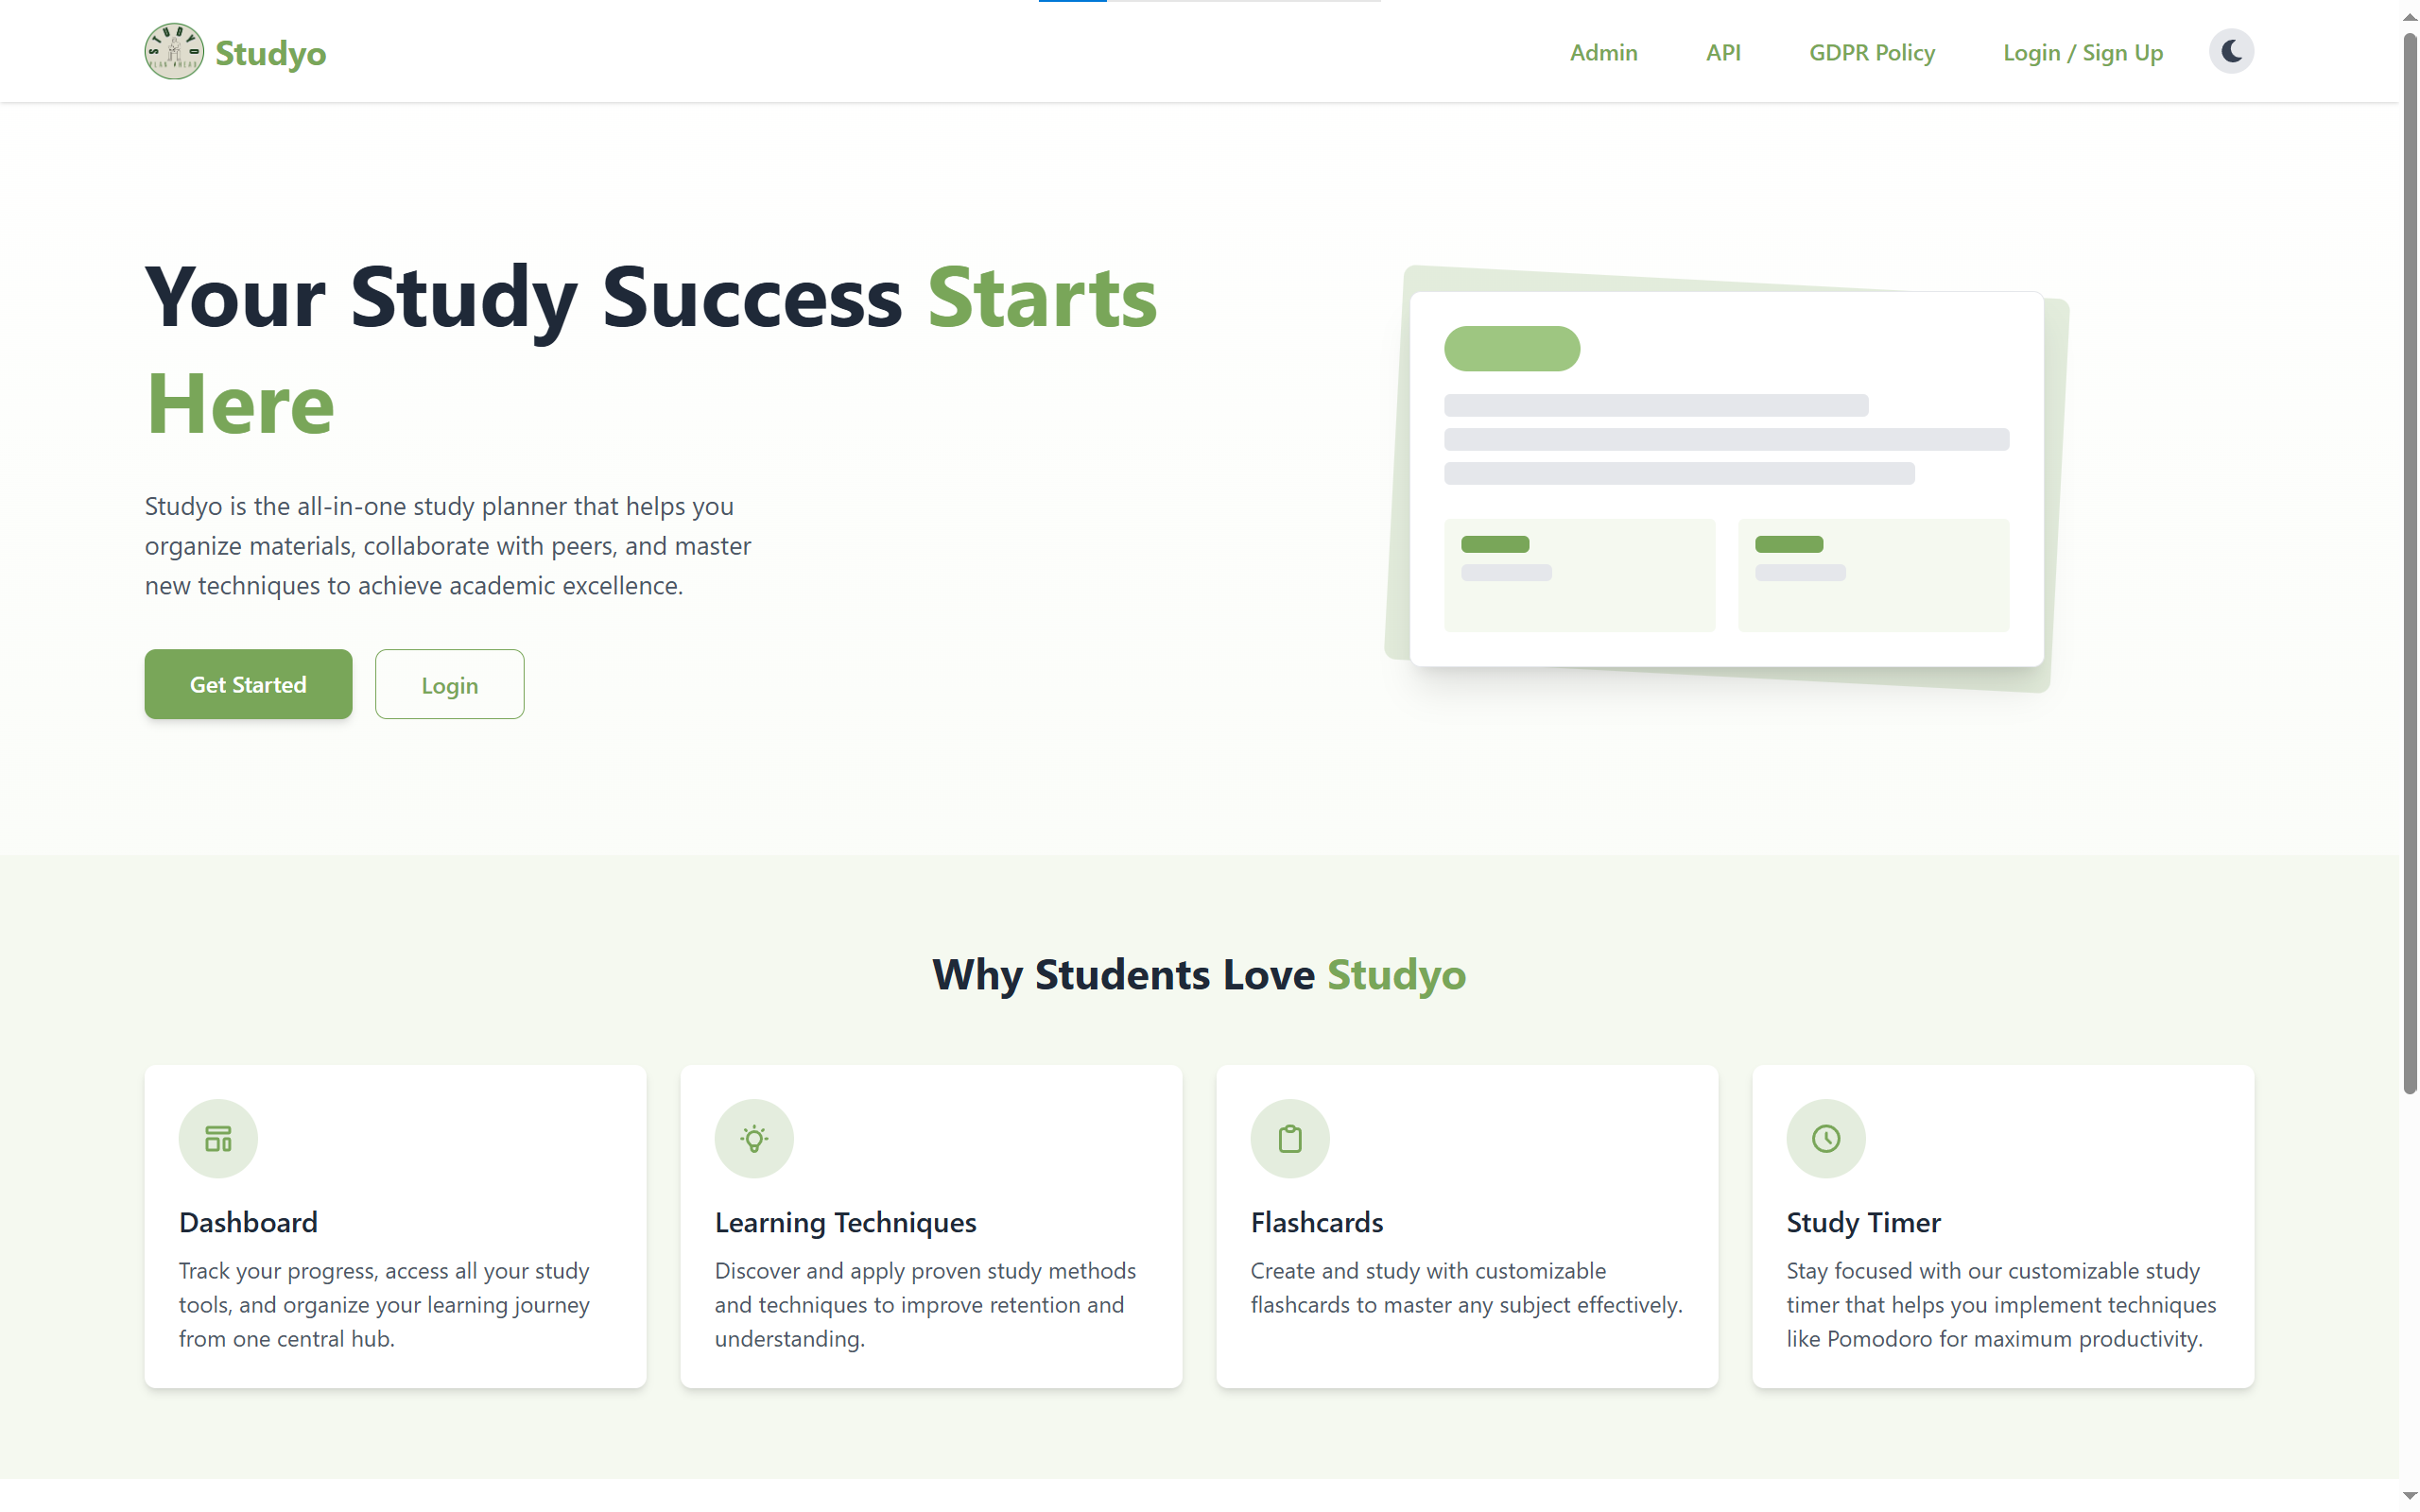 STUDYO
PLAN AHEAD
Studyo
Admin
API
GDPR Policy
Login / Sign Up
Your Study Success Starts
Here
Studyo is the all-in-one study planner that helps you
organize materials, collaborate with peers, and master
new techniques to achieve academic excellence.
Get Started
Login
Why Students Love Studyo
Dashboard
Track your progress, access all your study
tools, and organize your learning journey
from one central hub.
Learning Techniques
Discover and apply proven study methods
and techniques to improve retention and
understanding.
Flashcards
Create and study with customizable
flashcards to master any subject effectively.
Study Timer
Stay focused with our customizable study
timer that helps you implement techniques
like Pomodoro for maximum productivity.